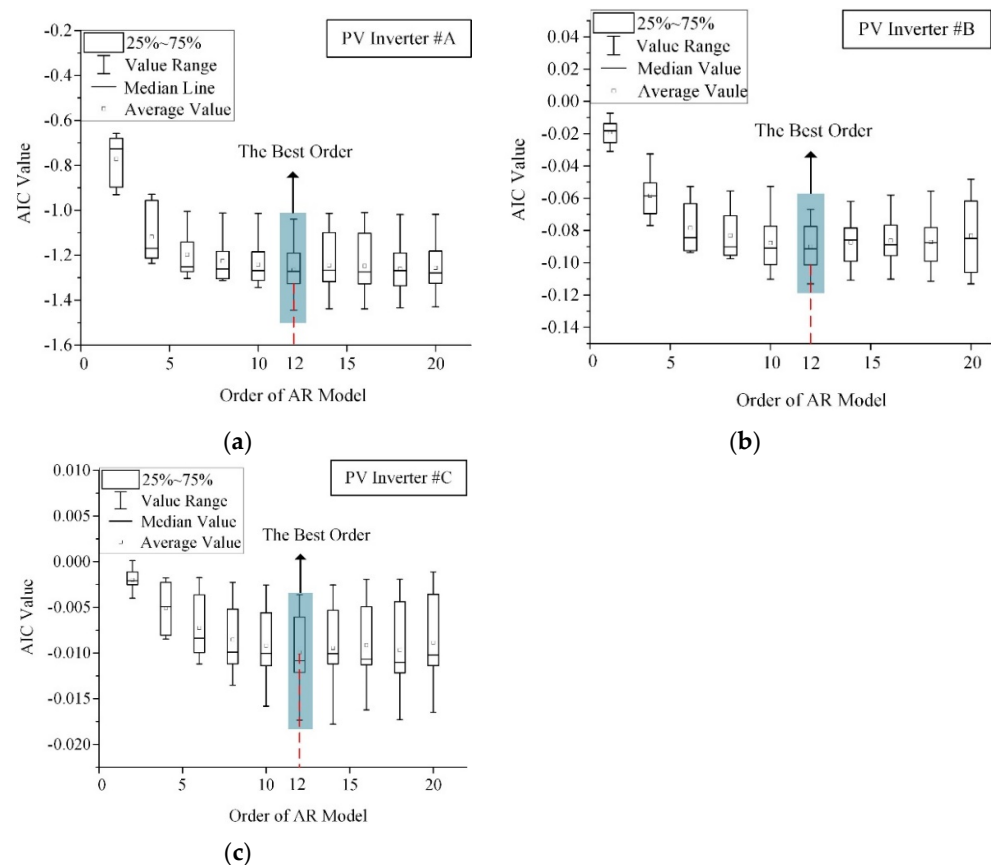 PV Inverter #A
25%~75%
Value Range
Median Line
Average Value
The Best Order
AIC Value
-0.2
-0.4
-0.6
-0.8
-1.0
-1.2
-1.4
-1.6
0 5 10 12 15 20
Order of AR Model
(a)
PV Inverter #B
25%~75%
Value Range
Median Value
Average Vaule
The Best Order
AIC Value
0.04
0.02
0.00
-0.02
-0.04
-0.06
-0.08
-0.10
-0.12
-0.14
0 5 10 12 15 20
Order of AR Model
(b)
PV Inverter #C
25%~75%
Value Range
Median Value
Average Value
The Best Order
AIC Value
0.010
0.005
0.000
-0.005
-0.010
-0.015
-0.020
0 5 10 12 15 20
Order of AR Model
(c)